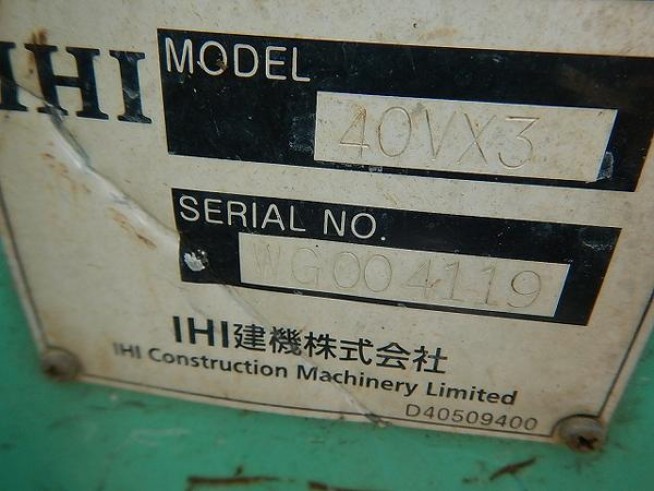 IHI
MODEL
40VX3
SERIAL NO.
WG004119
IHI建機株式会社
IHI Construction Machinery Limited
D40509400